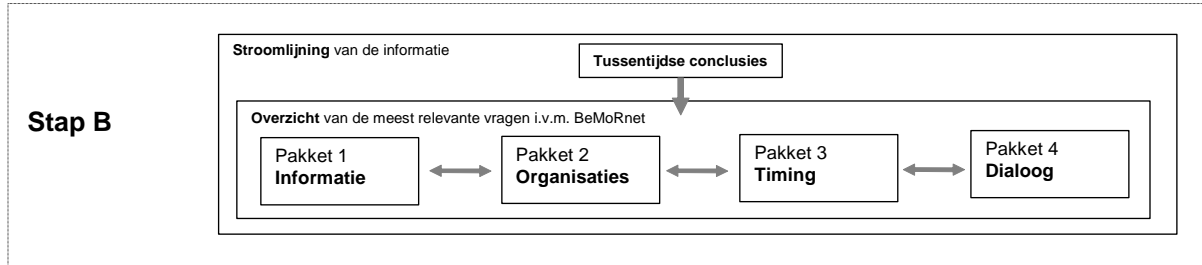 Stroomlijning van de informatie
Tussentijdse conclusies
Stap B
Overzicht van de meest relevante vragen i.v.m. BeMoRnet
Pakket 1
Informatie
Pakket 2
Organisaties
Pakket 3
Timing
Pakket 4
Dialoog